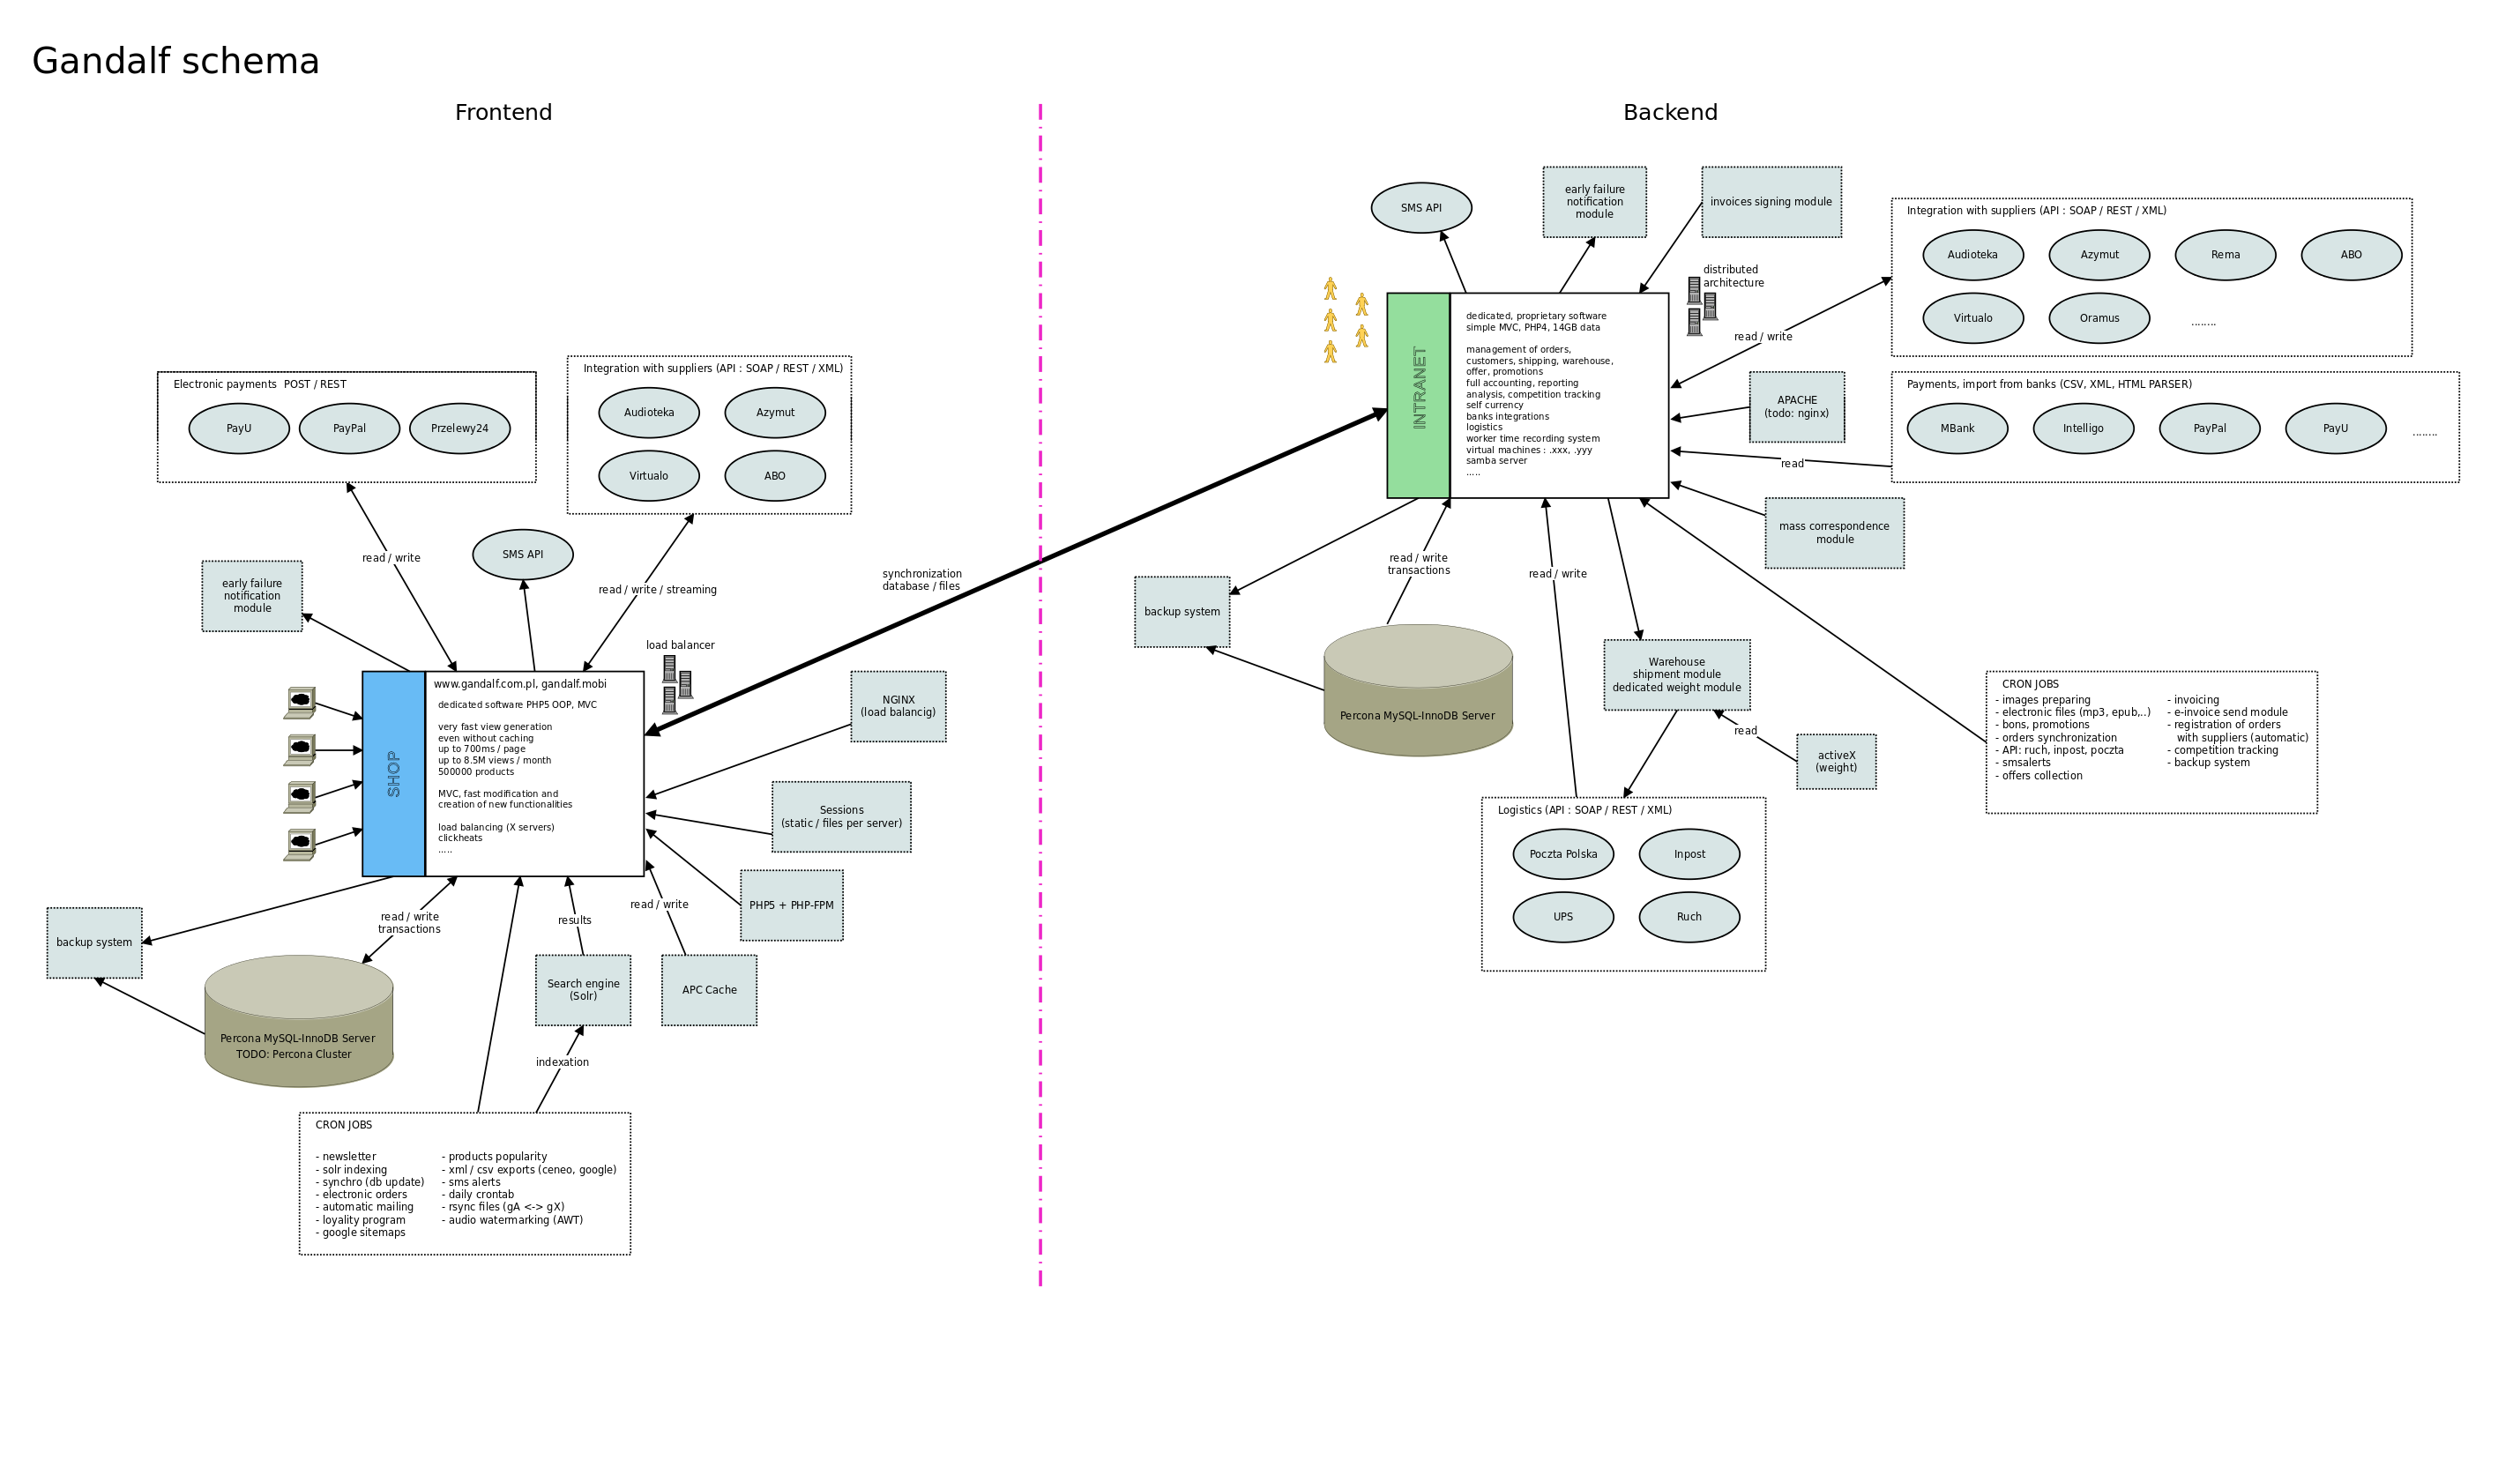 Gandalf schema
Frontend
Electronic payments  POST / REST
PayU
PayPal
Przelewy24
Integration with suppliers (API : SOAP / REST / XML)
Audioteka
Azymut
Virtualo
ABO
read / write
SMS API
read / write / streaming
early failure
notification
module
synchronization
database / files
load balancer
SHOP
www.gandalf.com.pl, gandalf.mobi
dedicated software PHP5 OOP, MVC
very fast view generation
even without caching
up to 700ms / page
up to 8.5M views / month
500000 products
MVC, fast modification and
creation of new functionalities
load balancing (X servers)
clickheats
.....
NGINX
(load balancig)
Sessions
(static / files per server)
PHP5 + PHP-FPM
read / write
APC Cache
results
Search engine
(Solr)
indexation
read / write
transactions
backup system
Percona MySQL-InnoDB Server
TODO: Percona Cluster
CRON JOBS
- newsletter
- solr indexing
- synchro (db update)
- electronic orders
- automatic mailing
- loyality program
- google sitemaps
- products popularity
- xml / csv exports (ceneo, google)
- sms alerts
- daily crontab
- rsync files (gA <-> gX)
- audio watermarking (AWT)
Backend
SMS API
early failure
notification
module
invoices signing module
distributed
architecture
INTRANET
dedicated, proprietary software
simple MVC, PHP4, 14GB data
management of orders,
customers, shipping, warehouse,
offer, promotions
full accounting, reporting
analysis, competition tracking
self currency
banks integrations
logistics
worker time recording system
virtual machines : .xxx, .yyy
samba server
.....
Integration with suppliers (API : SOAP / REST / XML)
Audioteka
Azymut
Rema
ABO
Virtualo
Oramus
........
read / write
APACHE
(todo: nginx)
Payments, import from banks (CSV, XML, HTML PARSER)
MBank
Intelligo
PayPal
PayU
........
read
mass correspondence
module
read / write
transactions
read / write
backup system
Percona MySQL-InnoDB Server
Warehouse
shipment module
dedicated weight module
read
activeX
(weight)
Logistics (API : SOAP / REST / XML)
Poczta Polska
Inpost
UPS
Ruch
CRON JOBS
- images preparing
- electronic files (mp3, epub,..)
- bons, promotions
- orders synchronization
- API: ruch, inpost, poczta
- smsalerts
- offers collection
- invoicing
- e-invoice send module
- registration of orders
with suppliers (automatic)
- competition tracking
- backup system